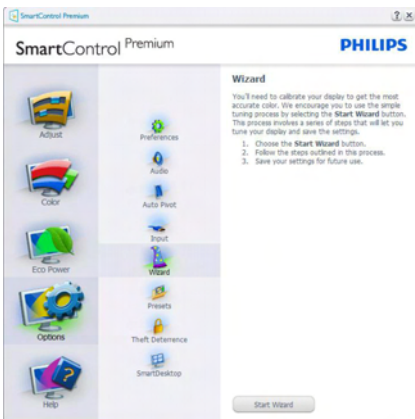 SmartControl Premium
SmartControl Premium
PHILIPS
Adjust
Color
Eco Power
Options
Help
Preferences
Audio
Auto Pivot
Input
Wizard
Presets
Theft Deterrence
SmartDesktop
Wizard
You'll need to calibrate your display to get the most
accurate color. We encourage you to use the simple
tuning process by selecting the Start Wizard button.
This process involves a series of steps that will let you
tune your display and save the settings.
1. Choose the Start Wizard button.
2. Follow the steps outlined in this process.
3. Save your settings for future use.
Start Wizard